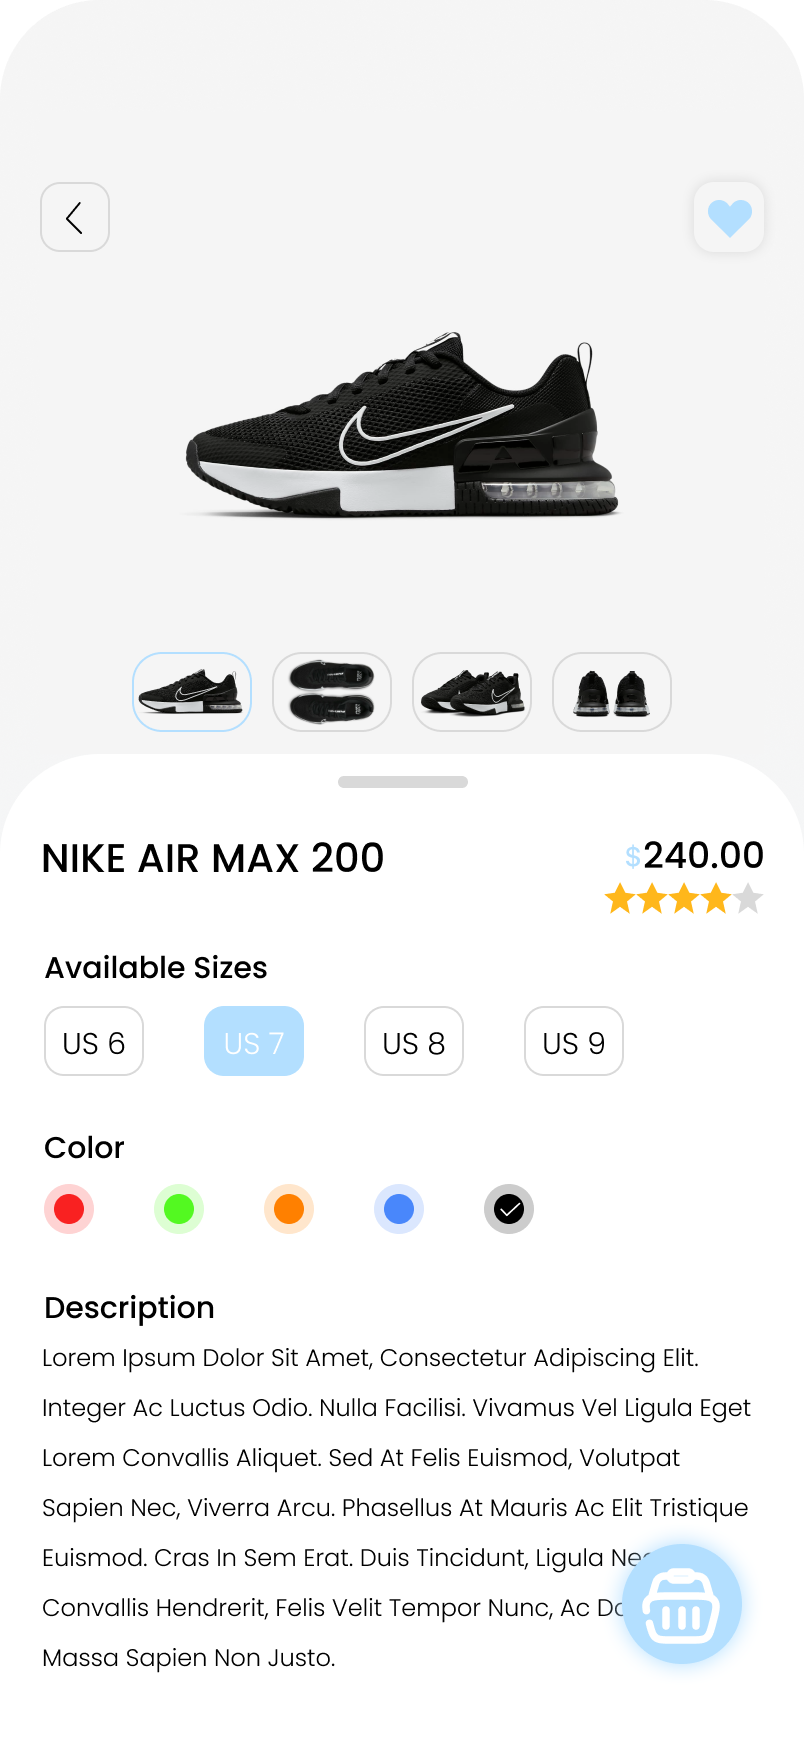 NIKE AIR MAX 200
$240.00
Available Sizes
US 6
US 7
US 8
US 9
Color
Description
Lorem Ipsum Dolor Sit Amet, Consectetur Adipiscing Elit.
Integer Ac Luctus Odio. Nulla Facilisi. Vivamus Vel Ligula Eget
Lorem Convallis Aliquet. Sed At Felis Euismod, Volutpat
Sapien Nec, Viverra Arcu. Phasellus At Mauris Ac Elit Tristique
Euismod. Cras In Sem Erat. Duis Tincidunt, Ligula
Convallis Hendrerit, Felis Velit Tempor Nunc, Ac
Massa Sapien Non Justo.